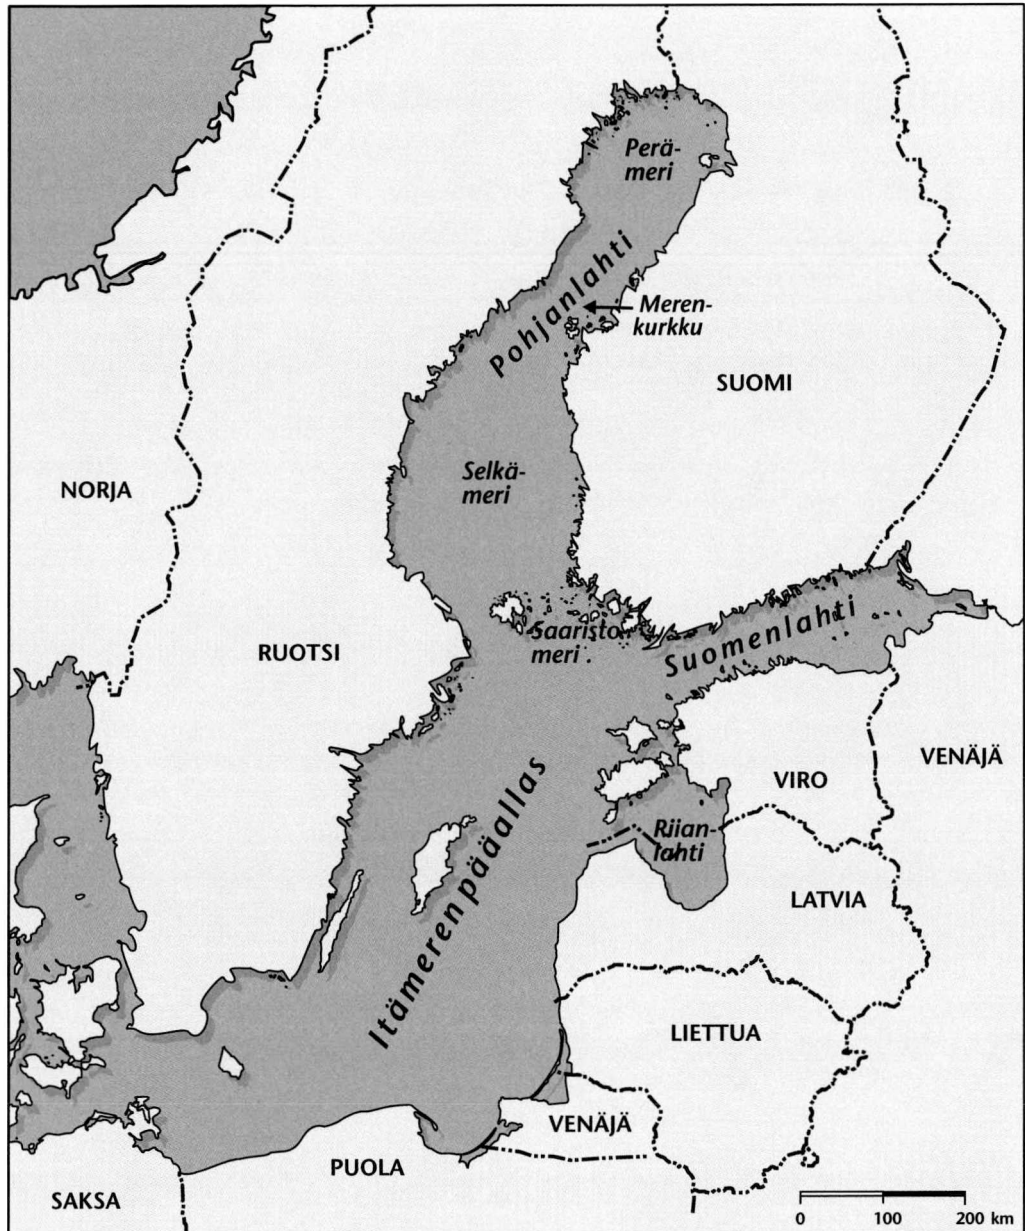 Perä-
meri
Pohjanlahti
Meren-
kurkku
SUOMI
Selkä-
meri
NORJA
Saaristo-
meri
Suomenlahti
RUOTSI
VENÄJÄ
VIRO
Itämerenpääallas
Riian-
lahti
LATVIA
LIETTUA
VENÄJÄ
PUOLA
SAKSA
0 100 200 km